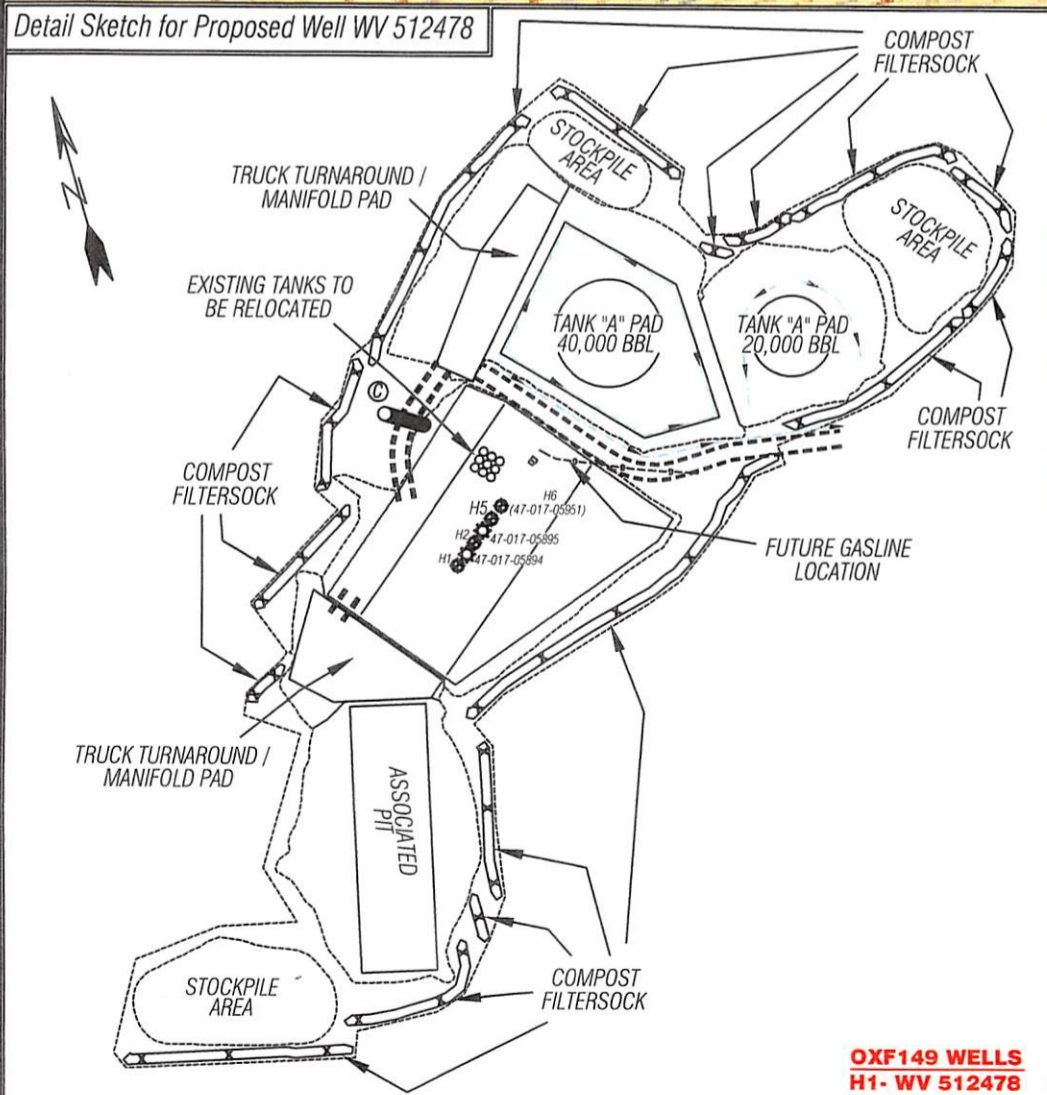 Detail Sketch for Proposed Well WV 512478
COMPOST
FILTERSOCK
N
STOCKPILE
AREA
TRUCK TURNAROUND /
MANIFOLD PAD
STOCKPILE
AREA
EXISTING TANKS TO
BE RELOCATED
TANK "A" PAD
40,000 BBL
TANK "A" PAD
20,000 BBL
C
COMPOST
FILTERSOCK
COMPOST
FILTERSOCK
H6
H5 (47-017-05951)
H2 47-017-05895
H1 47-017-05894
FUTURE GASLINE
LOCATION
TRUCK TURNAROUND /
MANIFOLD PAD
ASSOCIATED
PIT
STOCKPILE
AREA
COMPOST
FILTERSOCK
OXF149 WELLS
H1- WV 512478